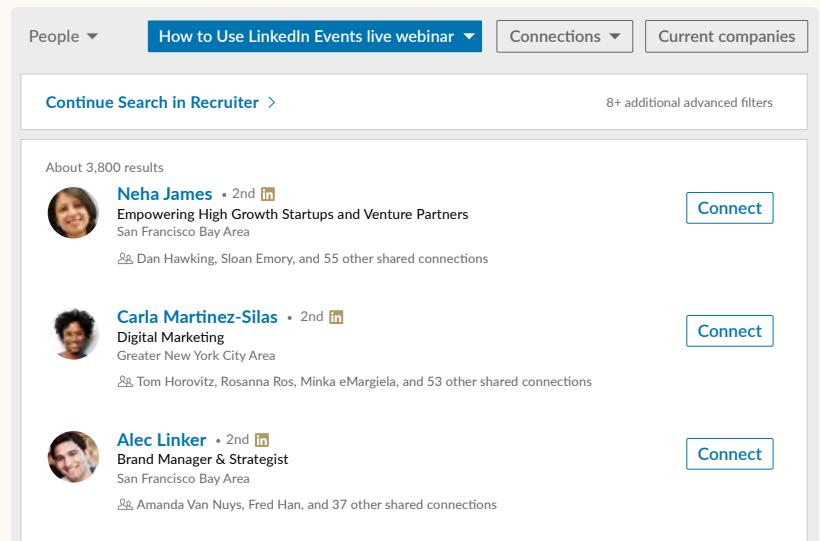 People
How to Use LinkedIn Events live webinar
Connections
Current companies
Continue Search in Recruiter
8+ additional advanced filters
About 3,800 results
Neha James • 2nd in
Empowering High Growth Startups and Venture Partners
San Francisco Bay Area
Dan Hawking, Sloan Emory, and 55 other shared connections
Connect
Carla Martinez-Silas • 2nd in
Digital Marketing
Greater New York City Area
Tom Horovitz, Rosanna Ros, Minka eMargiela, and 53 other shared connections
Connect
Alec Linker • 2nd in
Brand Manager & Strategist
San Francisco Bay Area
Amanda Van Nuys, Fred Han, and 37 other shared connections
Connect